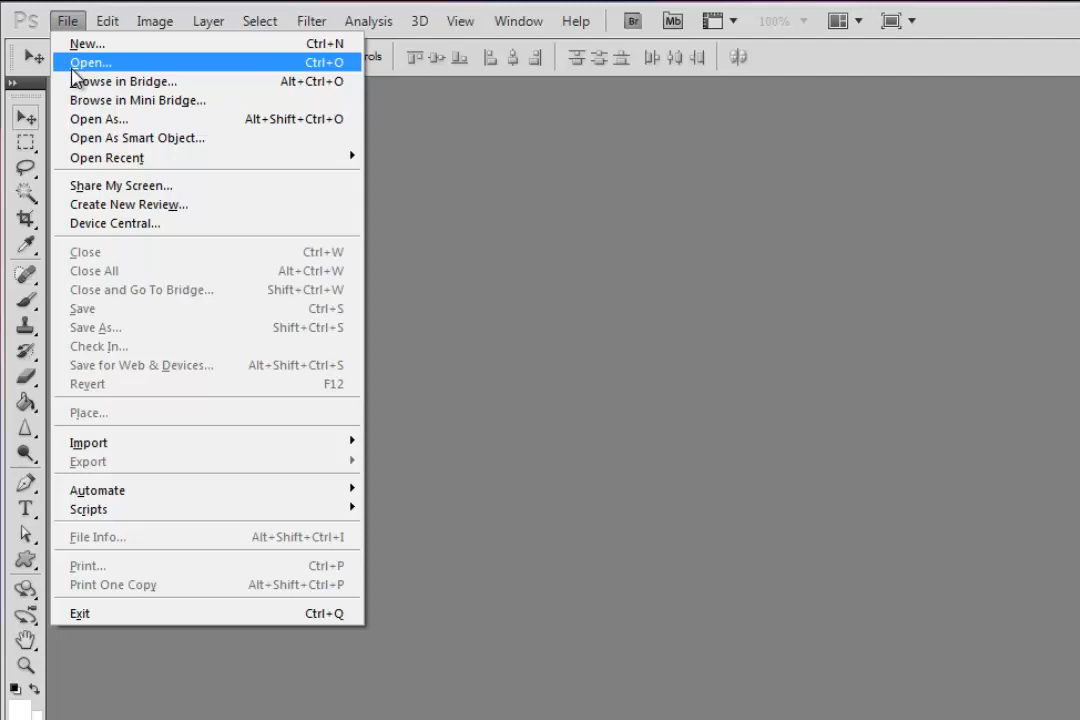 Ps File Edit Image Layer Select Filter Analysis 3D View Window Help Br Mb 100%
New... Ctrl+N
Open... Ctrl+O
Browse in Bridge... Alt+Ctrl+O
Browse in Mini Bridge...
Open As... Alt+Shift+Ctrl+O
Open As Smart Object...
Open Recent
Share My Screen...
Create New Review...
Device Central...
Close Ctrl+W
Close All Alt+Ctrl+W
Close and Go To Bridge... Shift+Ctrl+W
Save Ctrl+S
Save As... Shift+Ctrl+S
Check In...
Save for Web & Devices... Alt+Shift+Ctrl+S
Revert F12
Place...
Import
Export
Automate
Scripts
File Info... Alt+Shift+Ctrl+I
Print... Ctrl+P
Print One Copy Alt+Shift+Ctrl+P
Exit Ctrl+Q